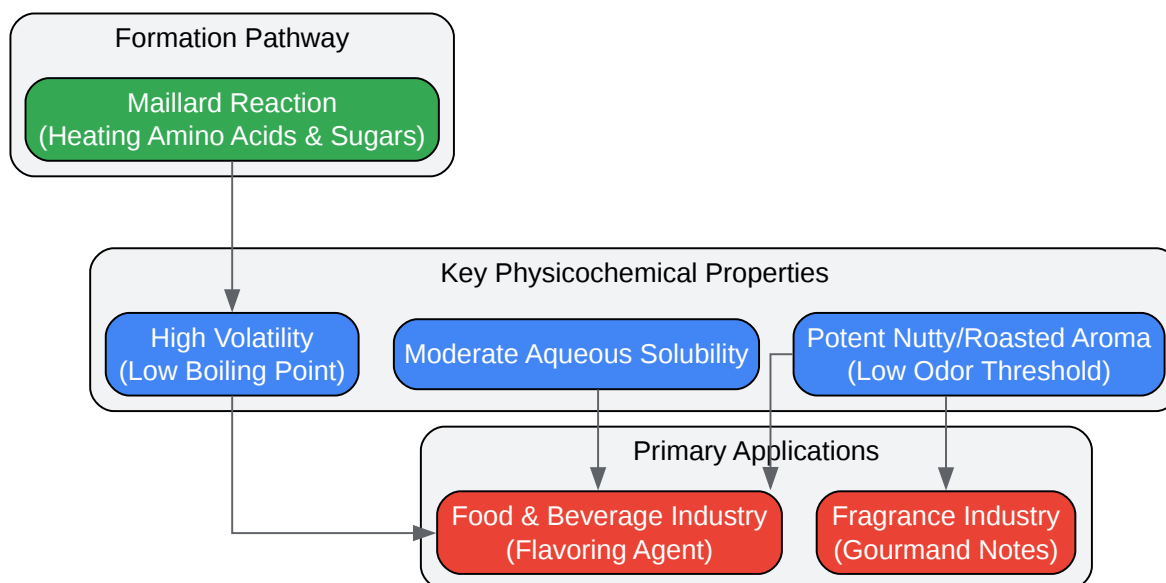 Formation Pathway
Maillard Reaction
(Heating Amino Acids & Sugars)
Key Physicochemical Properties
High Volatility
(Low Boiling Point)
Moderate Aqueous Solubility
Potent Nutty/Roasted Aroma
(Low Odor Threshold)
Primary Applications
Food & Beverage Industry
(Flavoring Agent)
Fragrance Industry
(Gourmand Notes)